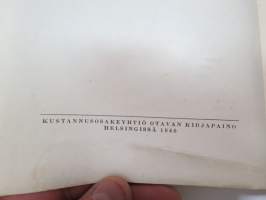 KUSTANNUSOSAKEYHTIÖ OTAVAN KIRJAPAINO
HELSINGISSÄ